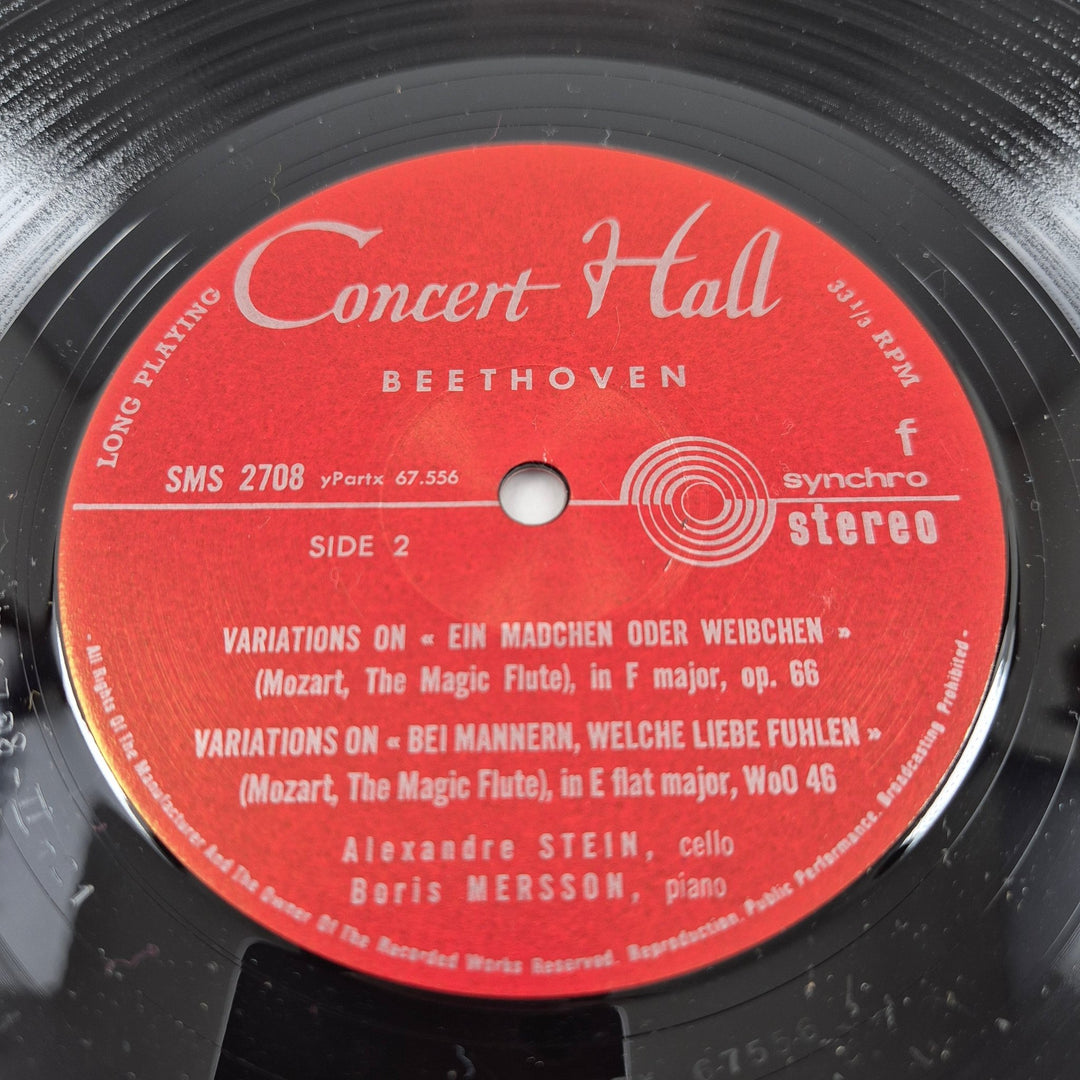 Concert Hall
LONG PLAYING
33 1/3 RPM
BEETHOVEN
f
SMS 2708 yPartx 67.556
synchro
stereo
SIDE 2
VARIATIONS ON « EIN MADCHEN ODER WEIBCHEN »
(Mozart, The Magic Flute), in F major, op. 66
VARIATIONS ON « BEI MANNERN, WELCHE LIEBE FUHLEN »
(Mozart, The Magic Flute), in E flat major, WoO 46
Alexandre STEIN, cello
Boris MERSSON, piano
- All Rights Of The Manufacturer And The Owner Of The Recorded Works Reserved. Reproduction. Public Performance. Broadcasting Prohibited -
67556